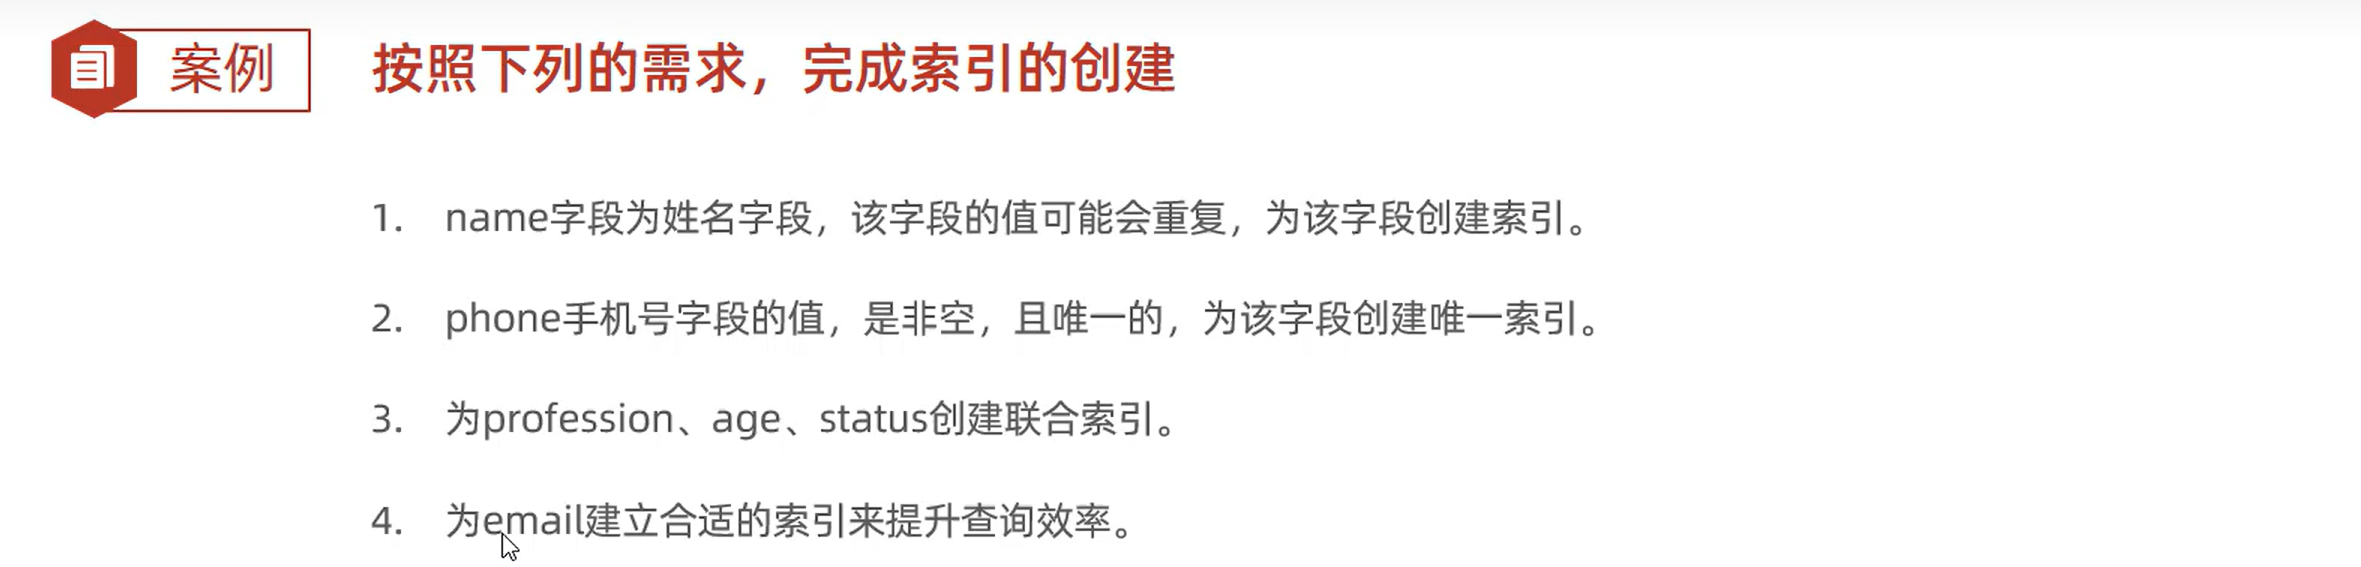 案例 按照下列的需求，完成索引的创建
1. name字段为姓名字段，该字段的值可能会重复，为该字段创建索引。
2. phone手机号字段的值，是非空，且唯一的，为该字段创建唯一索引。
3. 为profession、age、status创建联合索引。
4. 为email建立合适的索引来提升查询效率。